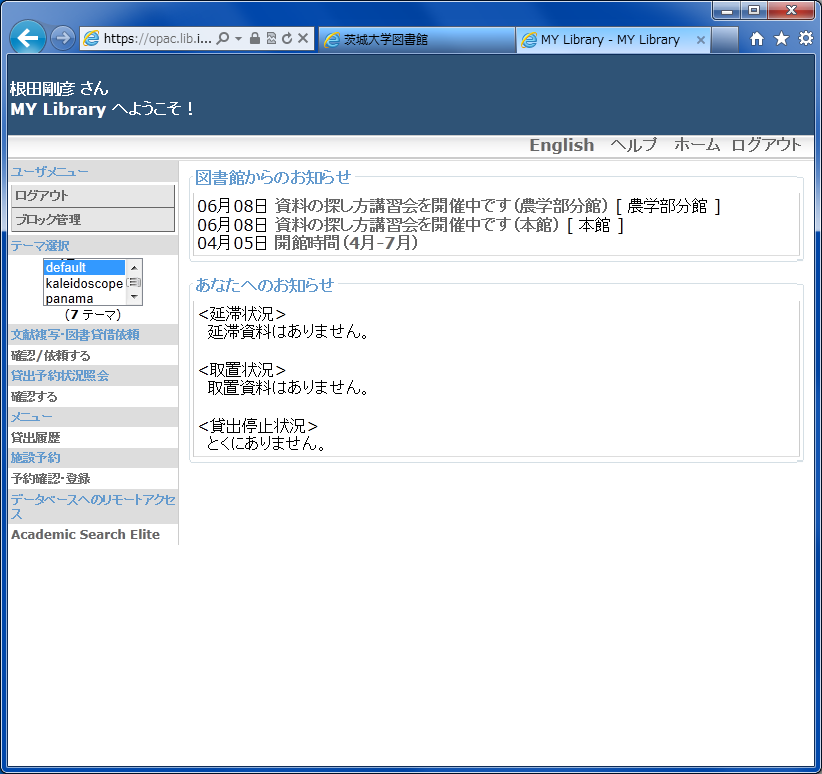 https://opac.lib.i...
茨城大学図書館
MY Library - MY Library
根田剛彦 さん
MY Library へようこそ！
English ヘルプ ホーム ログアウト
ユーザメニュー
ログアウト
ブロック管理
テーマ選択
default
kaleidoscope
panama
(7 テーマ)
文献複写・図書貸借依頼
確認/依頼する
貸出予約状況照会
確認する
メニュー
貸出履歴
施設予約
予約確認・登録
データベースへのリモートアクセ
ス
Academic Search Elite
図書館からのお知らせ
06月08日 資料の探し方講習会を開催中です（農学部分館） [ 農学部分館 ]
06月08日 資料の探し方講習会を開催中です（本館） [ 本館 ]
04月05日 開館時間（4月-7月）
あなたへのお知らせ
<延滞状況>
延滞資料はありません。
<取置状況>
取置資料はありません。
<貸出停止状況>
とくにありません。